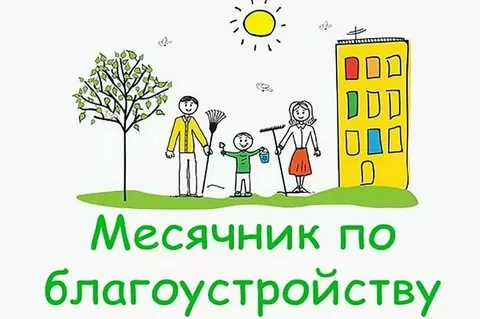 Месячник по
благоустройству